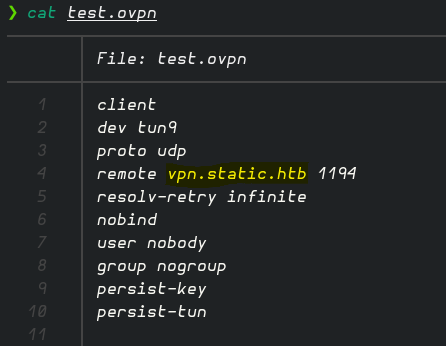 ❯ cat test.ovpn
File: test.ovpn
1 client
2 dev tun9
3 proto udp
4 remote vpn.static.htb 1194
5 resolv-retry infinite
6 nobind
7 user nobody
8 group nogroup
9 persist-key
10 persist-tun
11